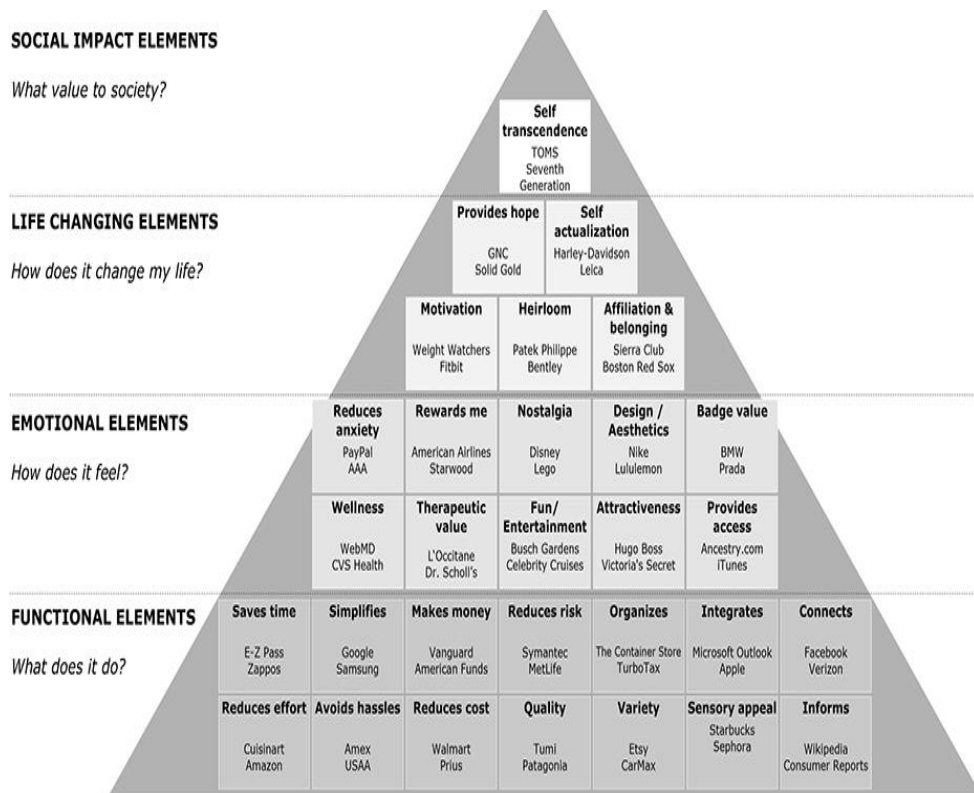 SOCIAL IMPACT ELEMENTS
What value to society?
Self
transcendence
TOMS
Seventh
Generation
LIFE CHANGING ELEMENTS
How does it change my life?
Provides hope
GNC
Solid Gold
Self
actualization
Harley-Davidson
Leica
Motivation
Weight Watchers
Fitbit
Heirloom
Patek Philippe
Bentley
Affiliation &
belonging
Sierra Club
Boston Red Sox
EMOTIONAL ELEMENTS
How does it feel?
Reduces
anxiety
PayPal
AAA
Rewards me
American Airlines
Starwood
Nostalgia
Disney
Lego
Design /
Aesthetics
Nike
Lululemon
Badge value
BMW
Prada
Wellness
WebMD
CVS Health
Therapeutic
value
L'Occitane
Dr. Scholl's
Fun/
Entertainment
Busch Gardens
Celebrity Cruises
Attractiveness
Hugo Boss
Victoria's Secret
Provides
access
Ancestry.com
iTunes
FUNCTIONAL ELEMENTS
What does it do?
Saves time
E-Z Pass
Zappos
Simplifies
Google
Samsung
Makes money
Vanguard
American Funds
Reduces risk
Symantec
MetLife
Organizes
The Container Store
TurboTax
Integrates
Microsoft Outlook
Apple
Connects
Facebook
Verizon
Reduces effort
Cuisinart
Amazon
Avoids hassles
Amex
USAA
Reduces cost
Walmart
Prius
Quality
Tumi
Patagonia
Variety
Etsy
CarMax
Sensory appeal
Starbucks
Sephora
Informs
Wikipedia
Consumer Reports